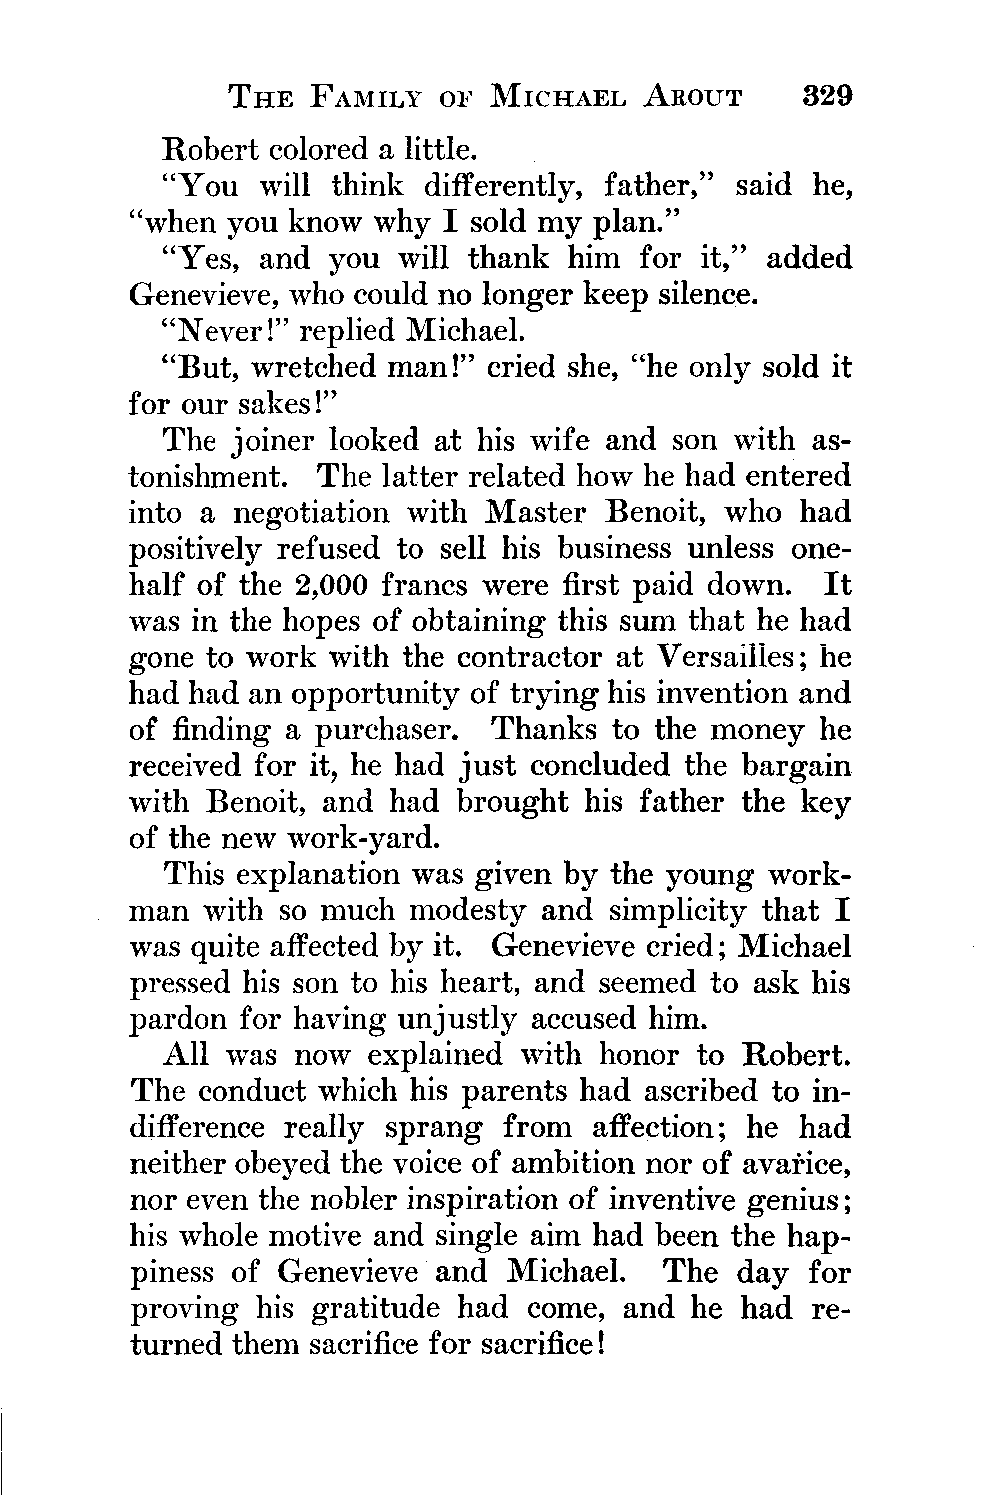 THE FAMILY OF MICHAEL AROUT 329
Robert colored a little.
“You will think differently, father,” said he,
“when you know why I sold my plan.”
“Yes, and you will thank him for it,” added
Genevieve, who could no longer keep silence.
“Never!” replied Michael.
“But, wretched man!” cried she, “he only sold it
for our sakes!”
The joiner looked at his wife and son with as-
tonishment. The latter related how he had entered
into a negotiation with Master Benoit, who had
positively refused to sell his business unless one-
half of the 2,000 francs were first paid down. It
was in the hopes of obtaining this sum that he had
gone to work with the contractor at Versailles; he
had had an opportunity of trying his invention and
of finding a purchaser. Thanks to the money he
received for it, he had just concluded the bargain
with Benoit, and had brought his father the key
of the new work-yard.
This explanation was given by the young work-
man with so much modesty and simplicity that I
was quite affected by it. Genevieve cried; Michael
pressed his son to his heart, and seemed to ask his
pardon for having unjustly accused him.
All was now explained with honor to Robert.
The conduct which his parents had ascribed to in-
difference really sprang from affection; he had
neither obeyed the voice of ambition nor of avarice,
nor even the nobler inspiration of inventive genius;
his whole motive and single aim had been the hap-
piness of Genevieve and Michael. The day for
proving his gratitude had come, and he had re-
turned them sacrifice for sacrifice!